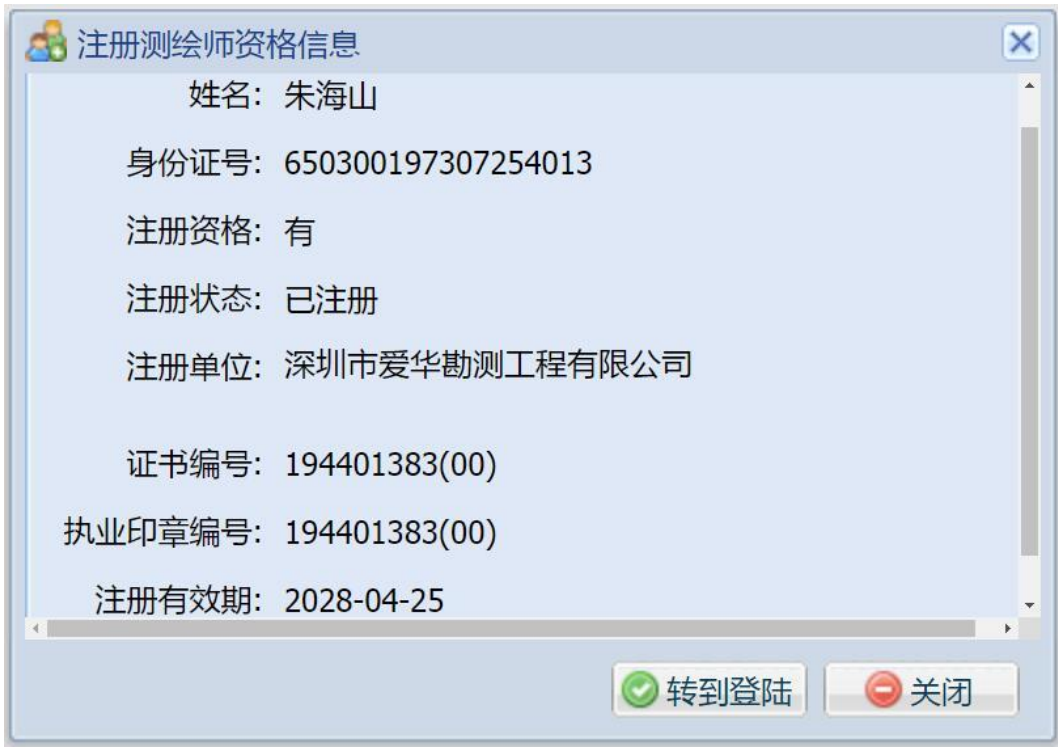 注册测绘师资格信息
姓名: 朱海山
身份证号: 650300197307254013
注册资格: 有
注册状态: 已注册
注册单位: 深圳市爱华勘测工程有限公司
证书编号: 194401383(00)
执业印章编号: 194401383(00)
注册有效期: 2028-04-25
转到登陆 关闭